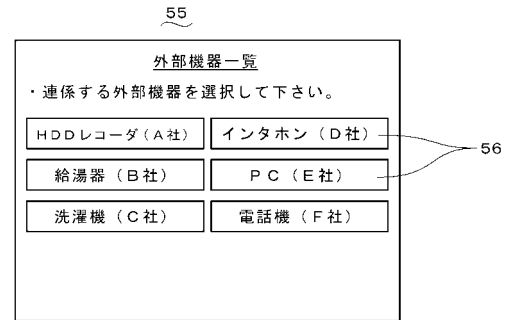 55
外部機器一覧
・連係する外部機器を選択して下さい。
HDDレコーダ(A社) インタホン(D社)
56
給湯器(B社) PC(E社)
洗濯機(C社) 電話機(F社)